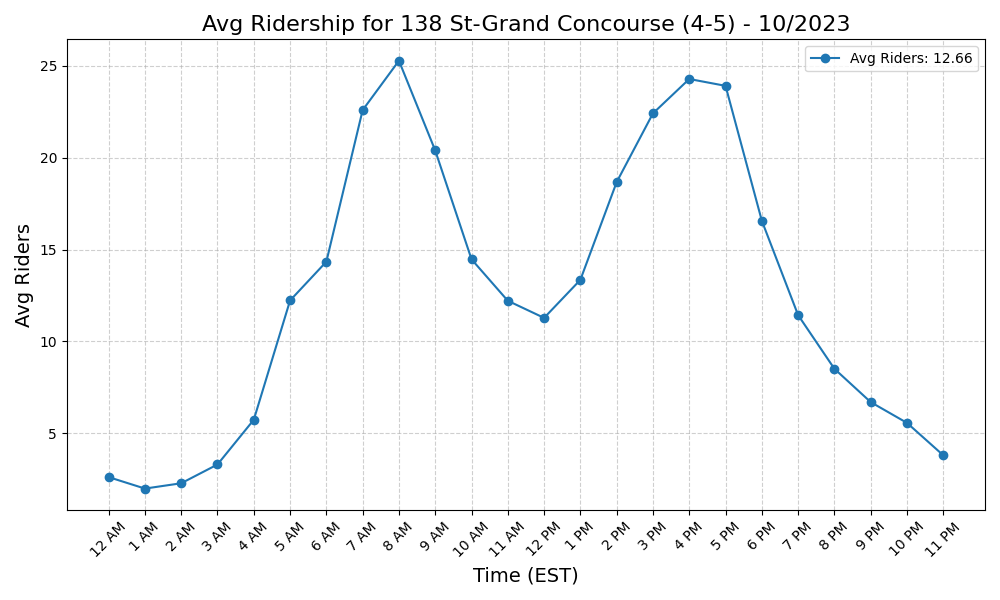 Avg Ridership for 138 St-Grand Concourse (4-5) - 10/2023
Avg Riders: 12.66
25
20
15
10
5
Avg Riders
12 AM
1 AM
2 AM
3 AM
4 AM
5 AM
6 AM
7 AM
8 AM
9 AM
10 AM
11 AM
12 PM
1 PM
2 PM
3 PM
4 PM
5 PM
6 PM
7 PM
8 PM
9 PM
10 PM
11 PM
Time (EST)